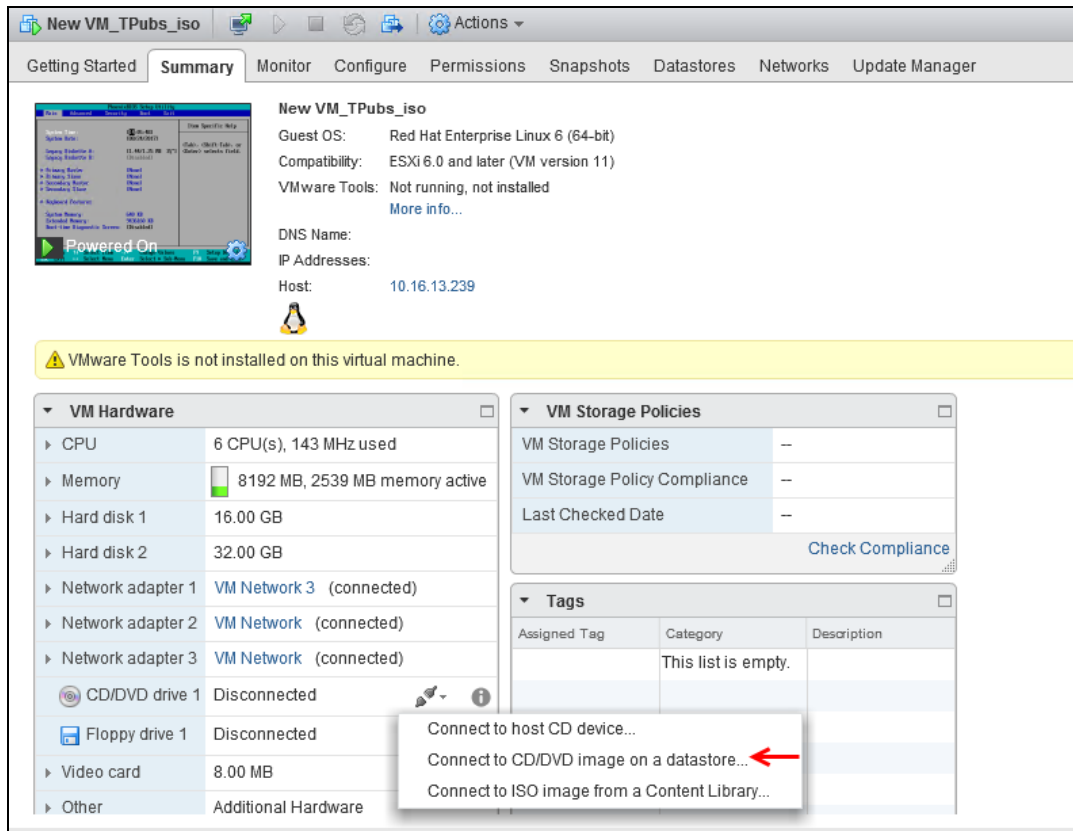 New VM_TPubs_iso
Actions
Getting Started Summary Monitor Configure Permissions Snapshots Datastores Networks Update Manager
New VM_TPubs_iso
Guest OS: Red Hat Enterprise Linux 6 (64-bit)
Compatibility: ESXi 6.0 and later (VM version 11)
VMware Tools: Not running, not installed
More info...
DNS Name:
IP Addresses:
Host: 10.16.13.239
Powered On
VMware Tools is not installed on this virtual machine.
VM Hardware
CPU 6 CPU(s), 143 MHz used
Memory 8192 MB, 2539 MB memory active
Hard disk 1 16.00 GB
Hard disk 2 32.00 GB
Network adapter 1 VM Network 3 (connected)
Network adapter 2 VM Network (connected)
Network adapter 3 VM Network (connected)
CD/DVD drive 1 Disconnected
Floppy drive 1 Disconnected
Video card 8.00 MB
Other Additional Hardware
VM Storage Policies
VM Storage Policies --
VM Storage Policy Compliance --
Last Checked Date --
Check Compliance
Tags
Assigned Tag Category Description
This list is empty.
Connect to host CD device...
Connect to CD/DVD image on a datastore...
Connect to ISO image from a Content Library...